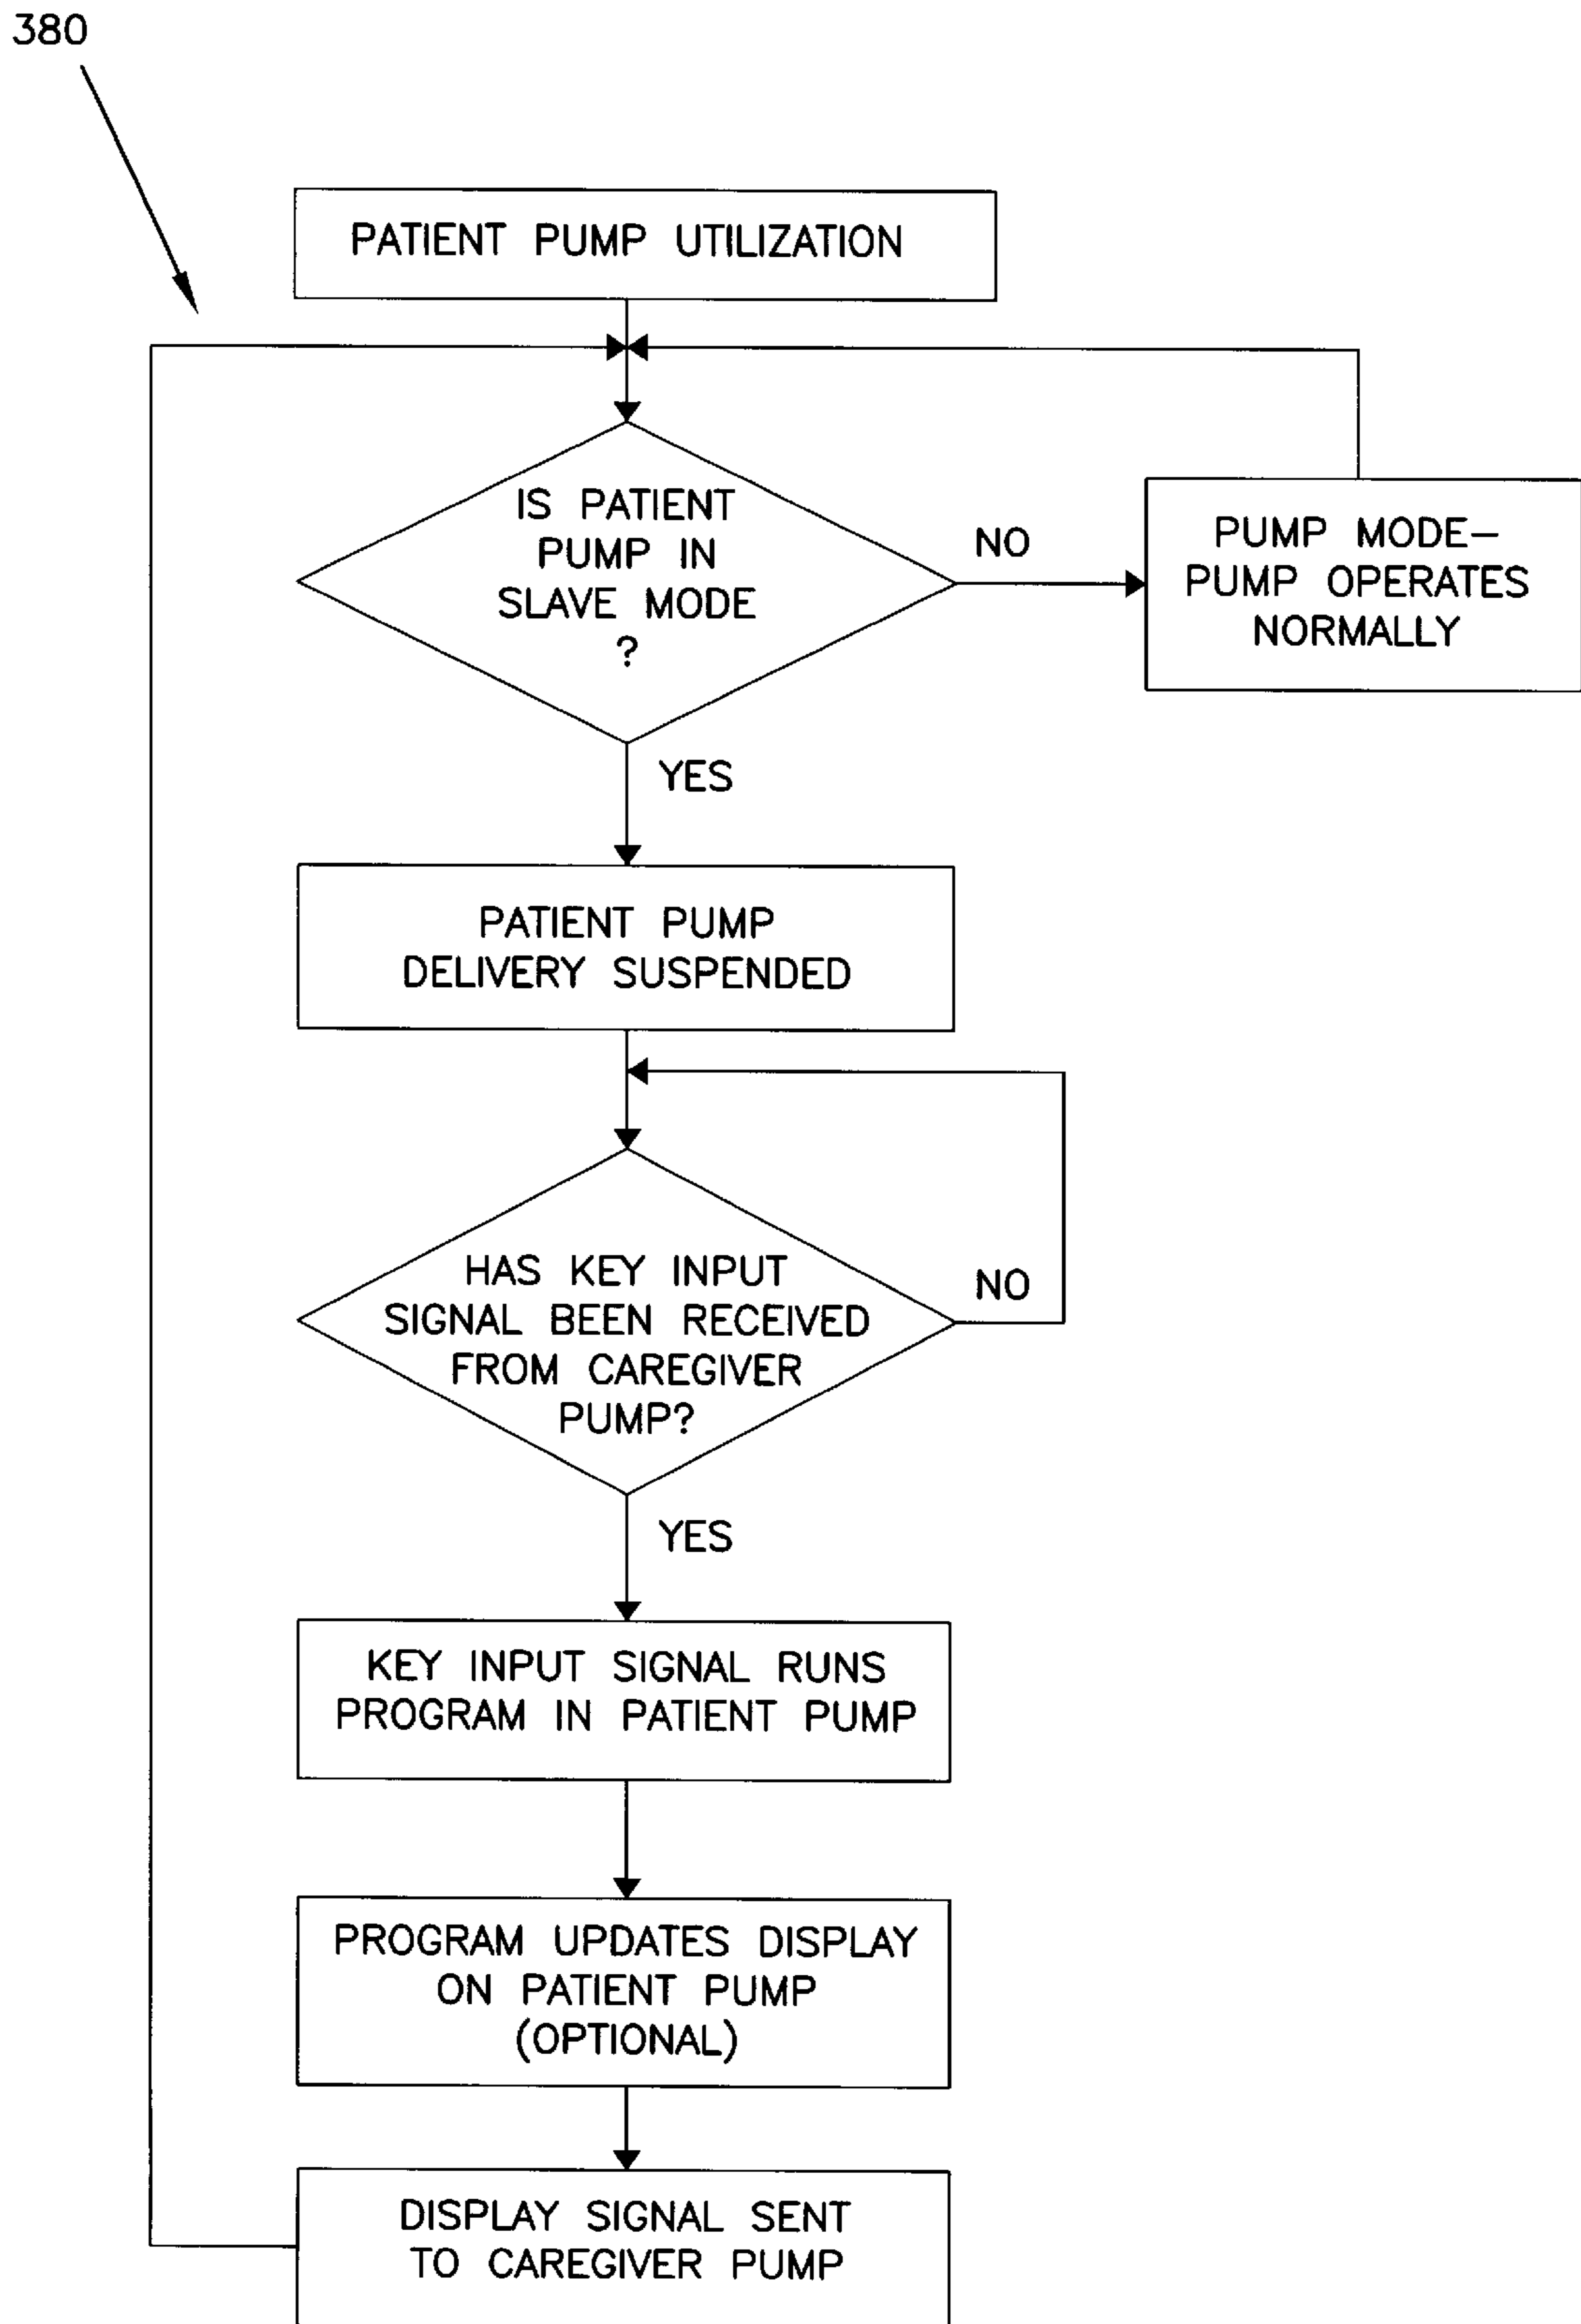 380
PATIENT PUMP UTILIZATION
IS PATIENT
PUMP IN
SLAVE MODE
?
NO
PUMP MODE-
PUMP OPERATES
NORMALLY
YES
PATIENT PUMP
DELIVERY SUSPENDED
HAS KEY INPUT
SIGNAL BEEN RECEIVED
FROM CAREGIVER
PUMP?
NO
YES
KEY INPUT SIGNAL RUNS
PROGRAM IN PATIENT PUMP
PROGRAM UPDATES DISPLAY
ON PATIENT PUMP
(OPTIONAL)
DISPLAY SIGNAL SENT
TO CAREGIVER PUMP